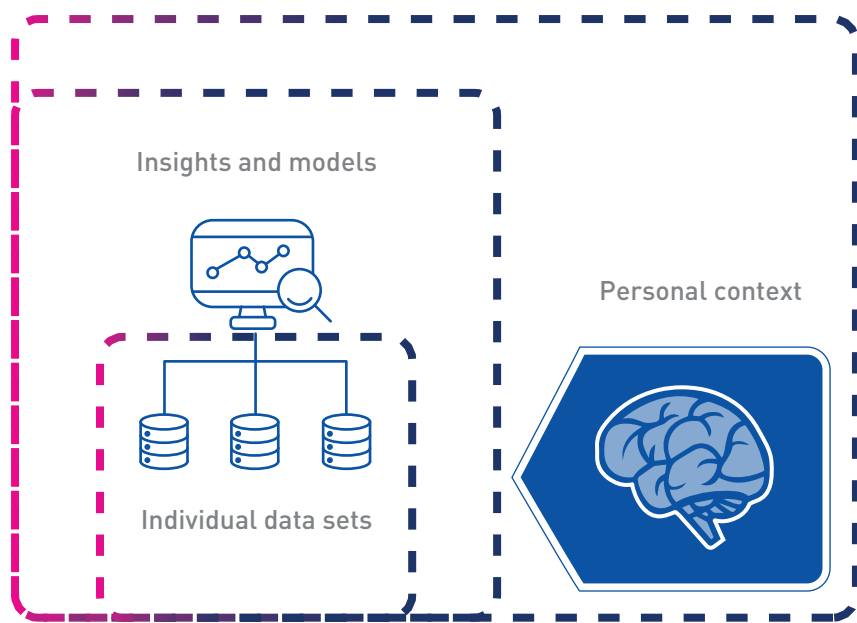 Insights and models
Personal context
Individual data sets